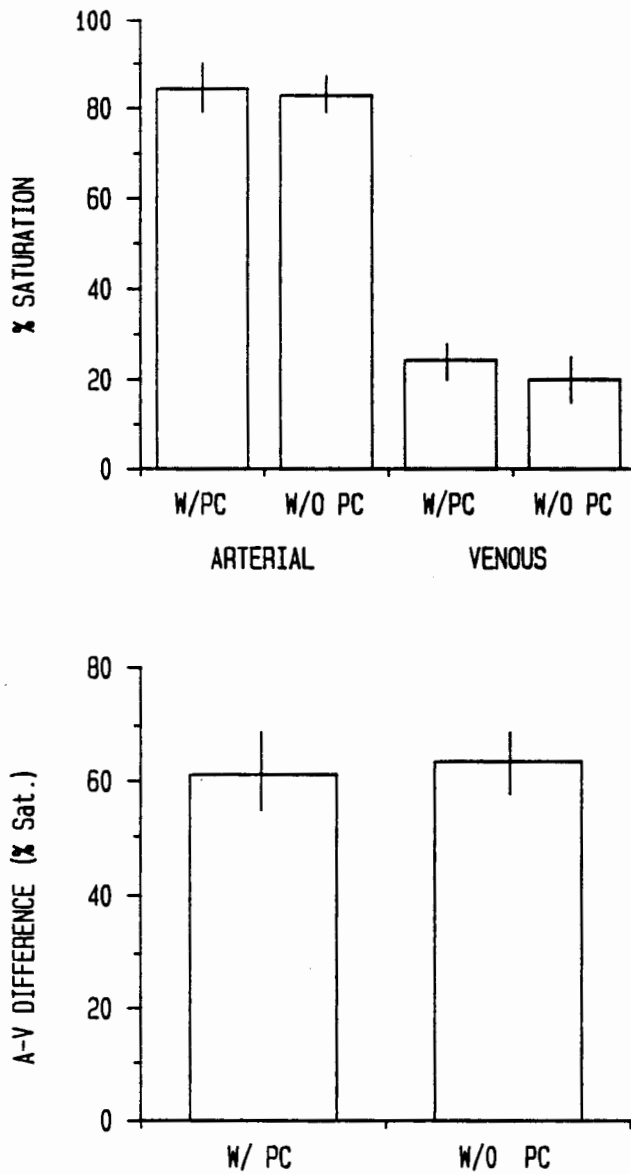 % SATURATION
100
80
60
40
20
0
W/PC W/O PC W/PC W/O PC
ARTERIAL VENOUS
A-V DIFFERENCE (% Sat.)
80
60
40
20
0
W/ PC W/O PC